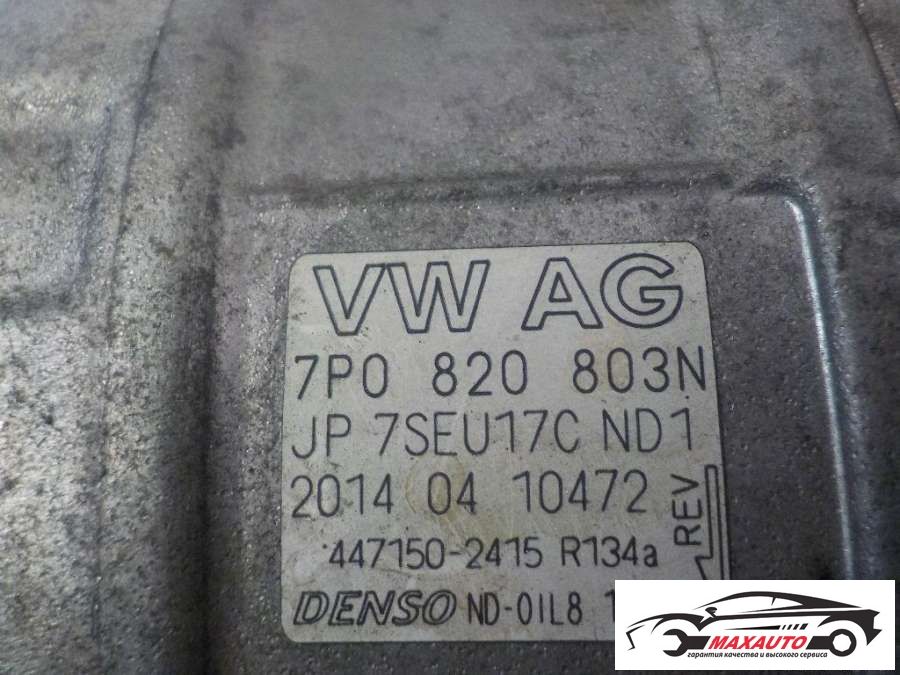 VW AG
7P0 820 803N
JP 7SEU17C ND1
2014 04 10472
447150-2415 R134a
REV
DENSO ND-OIL8
MAXAUTO
гарантия качества и высокого сервиса